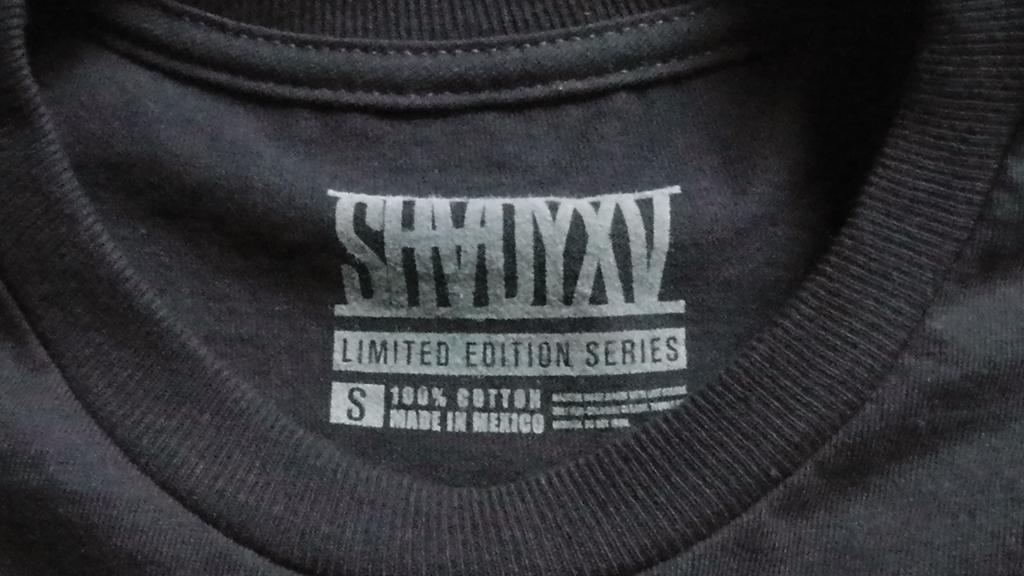 SHADYXV
LIMITED EDITION SERIES
S
100% COTTON
MADE IN MEXICO